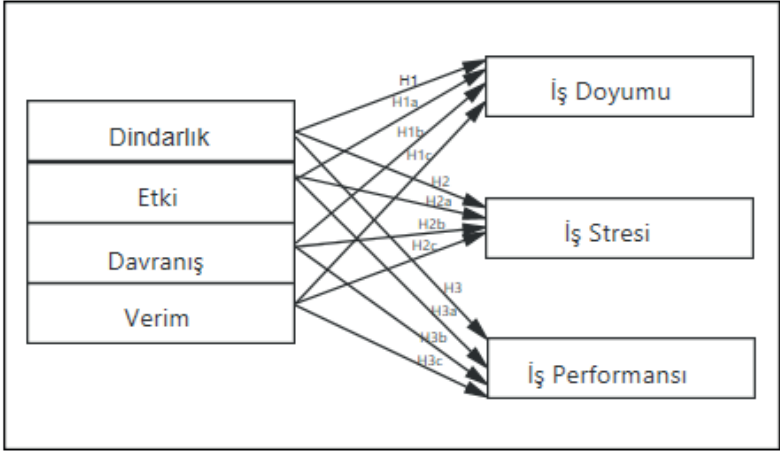 Dindarlık
Etki
Davranış
Verim
H1
H1a
H1b
H1c
H2
H2a
H2b
H2c
H3
H3a
H3b
H3c
İş Doyumu
İş Stresi
İş Performansı